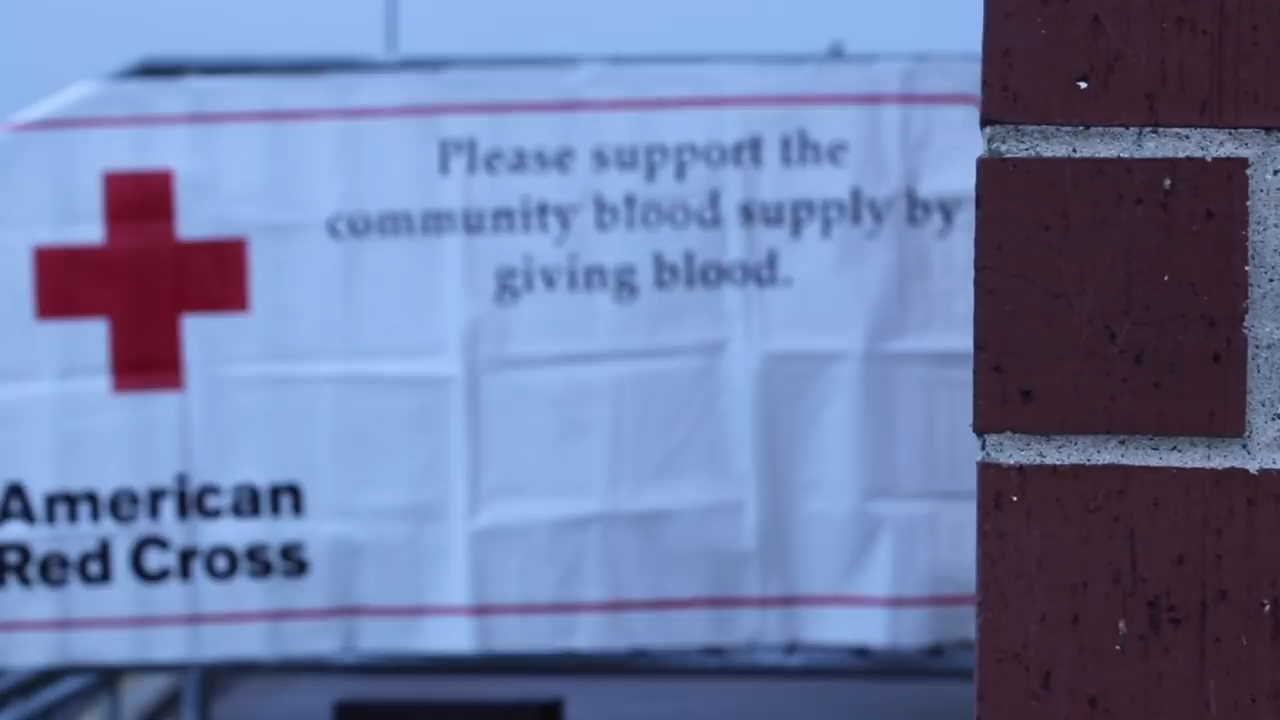 Please support the
community blood supply by
giving blood.
American
Red Cross